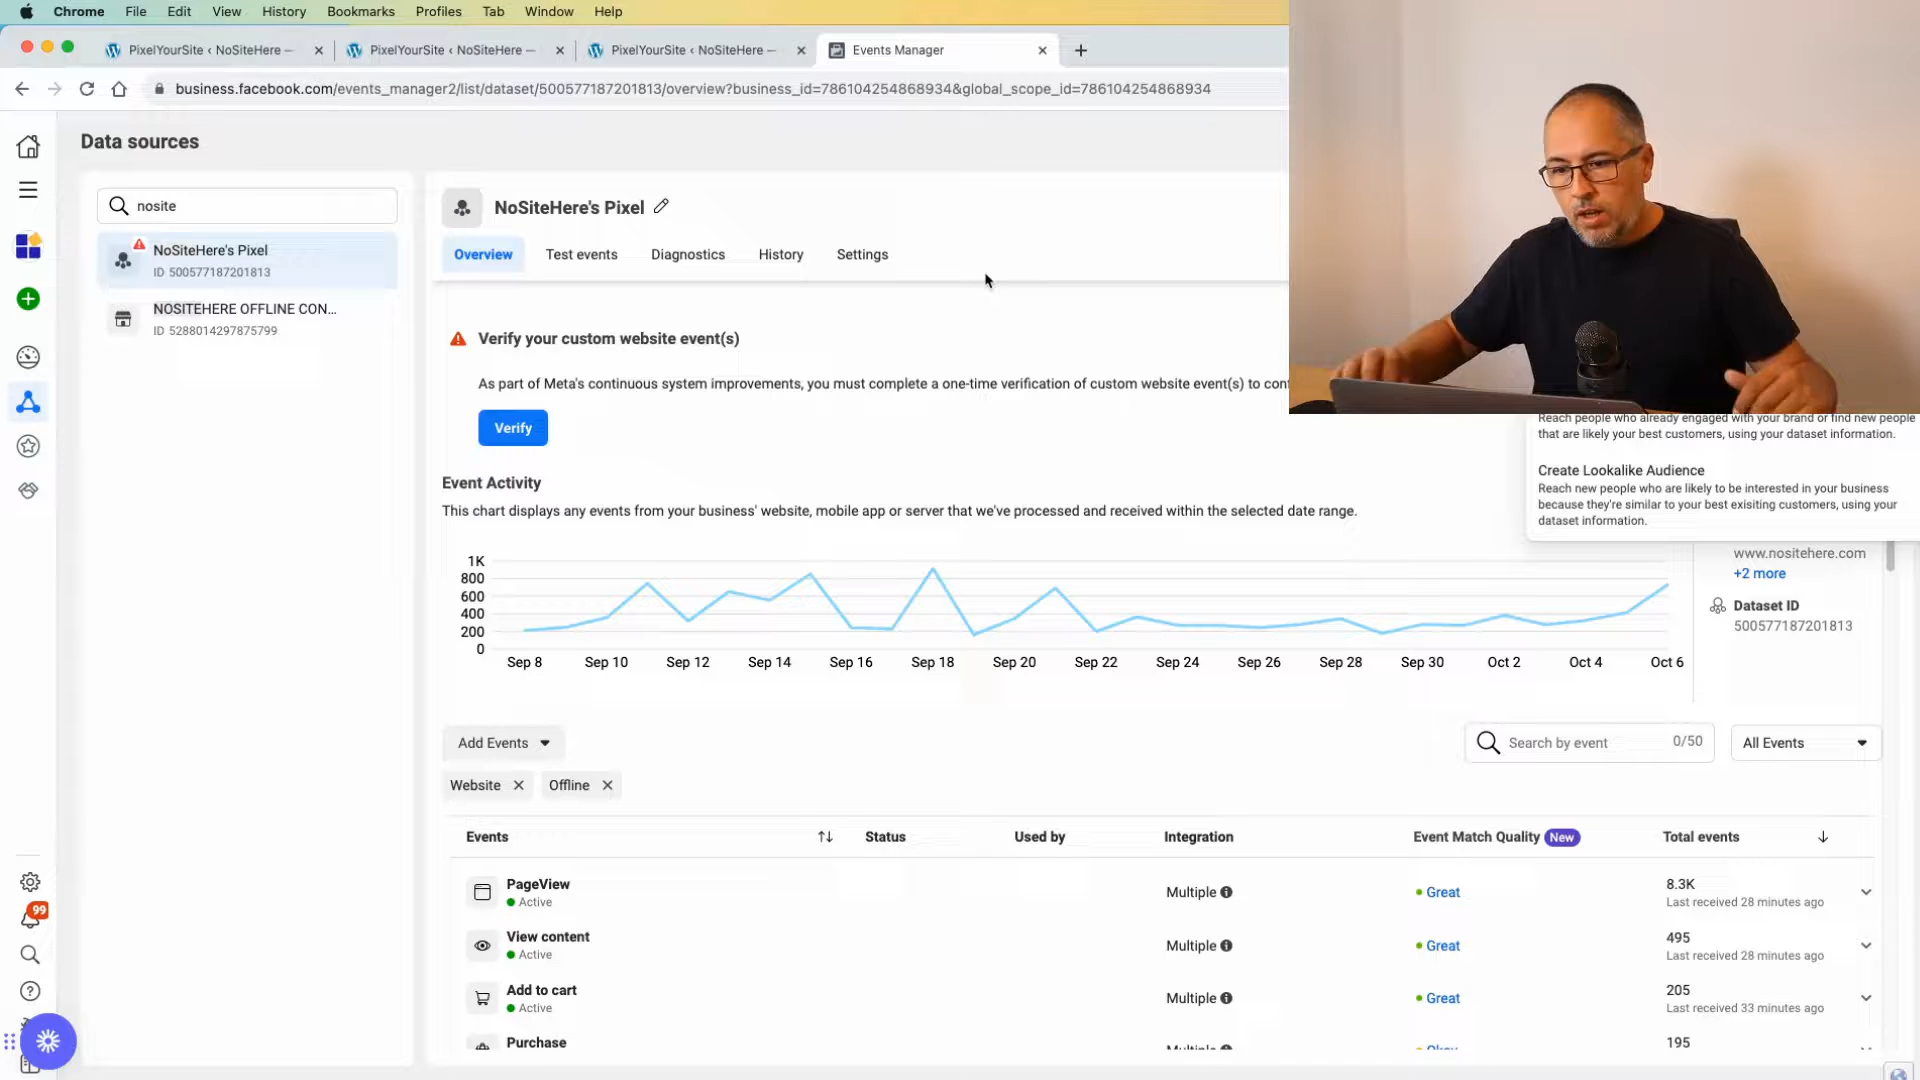 Chrome File Edit View History Bookmarks Profiles Tab Window Help
PixelYourSite ‹ NoSiteHere —
PixelYourSite ‹ NoSiteHere —
PixelYourSite ‹ NoSiteHere —
Events Manager
business.facebook.com/events_manager2/list/dataset/500577187201813/overview?business_id=786104254868934&global_scope_id=786104254868934
Data sources
nosite
NoSiteHere's Pixel
ID 500577187201813
NOSITEHERE OFFLINE CON...
ID 5288014297875799
NoSiteHere's Pixel
Overview Test events Diagnostics History Settings
Verify your custom website event(s)
As part of Meta's continuous system improvements, you must complete a one-time verification of custom website event(s) to
Verify
Reach people who already engaged with your brand or find new people
that are likely your best customers, using your dataset information.
Create Lookalike Audience
Reach new people who are likely to be interested in your business
because they're similar to your best exisiting customers, using your
dataset information.
www.nositehere.com
+2 more
Dataset ID
500577187201813
Event Activity
This chart displays any events from your business' website, mobile app or server that we've processed and received within the selected date range.
1K
800
600
400
200
0
Sep 8 Sep 10 Sep 12 Sep 14 Sep 16 Sep 18 Sep 20 Sep 22 Sep 24 Sep 26 Sep 28 Sep 30 Oct 2 Oct 4 Oct 6
Add Events
Search by event 0/50
All Events
Website Offline
Events Status Used by Integration Event Match Quality New Total events
PageView Multiple Great 8.3K
Active Last received 28 minutes ago
View content Multiple Great 495
Active Last received 28 minutes ago
Add to cart Multiple Great 205
Active Last received 33 minutes ago
Purchase Multiple Okay 195
99